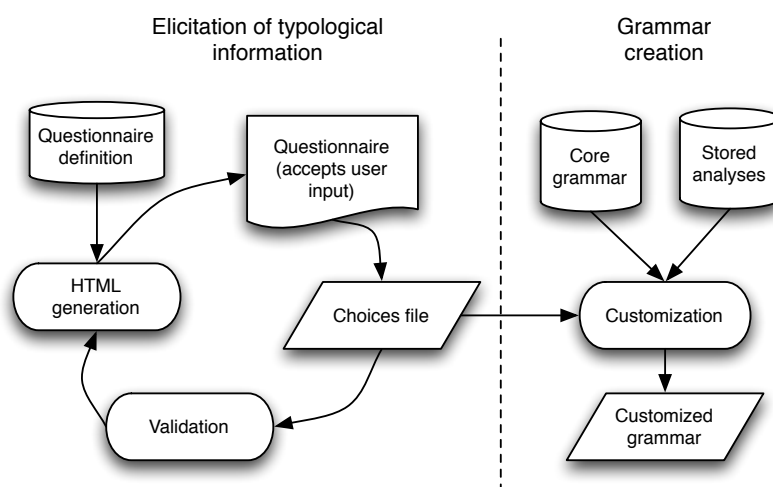 Elicitation of typological
information
Grammar
creation
Questionnaire
definition
Questionnaire
(accepts user
input)
Core
grammar
Stored
analyses
HTML
generation
Choices file
Customization
Validation
Customized
grammar